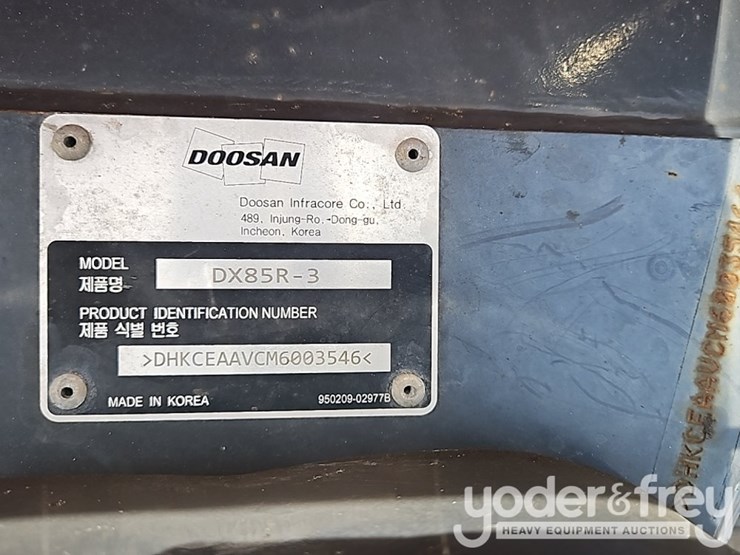 DOOSAN
Doosan Infracore Co., Ltd
489, Injung-Ro, -Dong-gu,
Incheon, Korea
MODEL
제품명
DX85R-3
PRODUCT IDENTIFICATION NUMBER
제품 식별 번호
>DHKCEAAVCM6003546<
MADE IN KOREA
950209-02977B
DHKCEAAVCM6003546
yoder&frey
HEAVY EQUIPMENT AUCTIONS